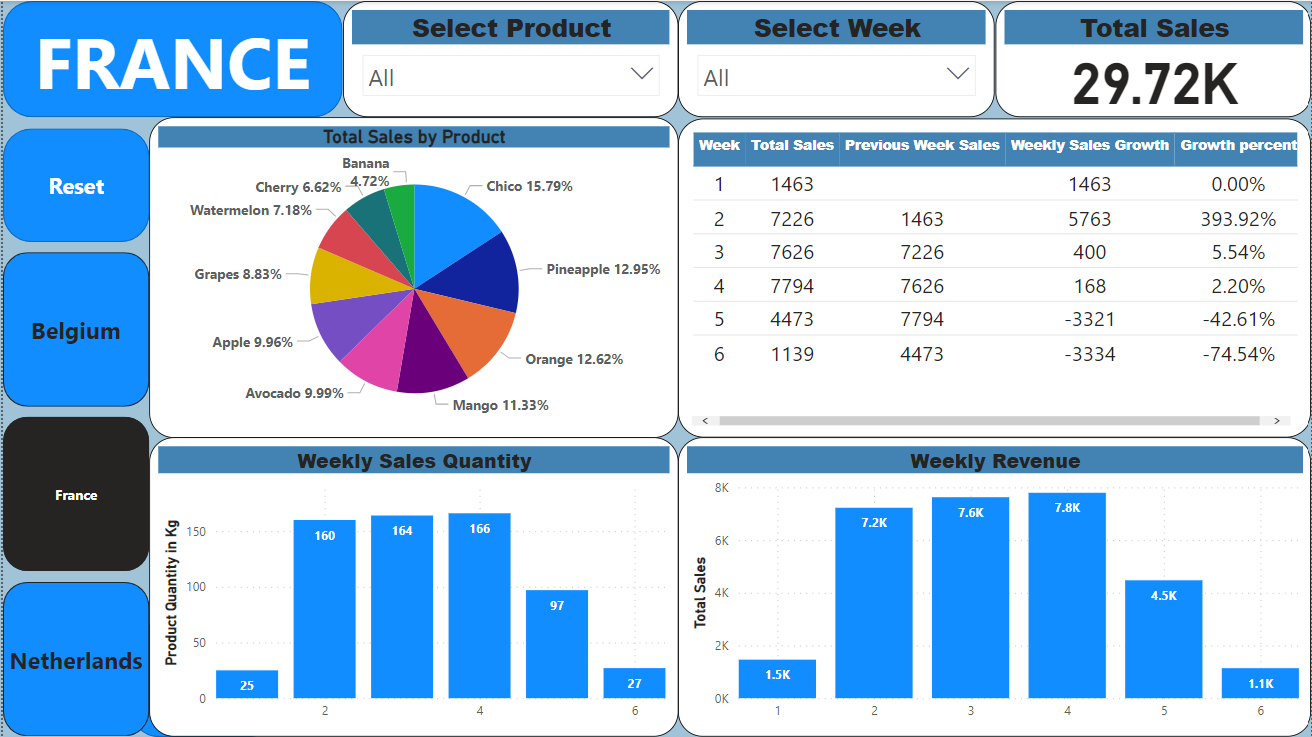 FRANCE
Select Product
All
Select Week
All
Total Sales
29.72K
Reset
Belgium
France
Netherlands
Total Sales by Product
Banana
4.72%
Cherry 6.62%
Chico 15.79%
Watermelon 7.18%
Pineapple 12.95%
Grapes 8.83%
Apple 9.96%
Orange 12.62%
Avocado 9.99%
Mango 11.33%
Week Total Sales Previous Week Sales Weekly Sales Growth Growth percent
1 1463 1463 0.00%
2 7226 1463 5763 393.92%
3 7626 7226 400 5.54%
4 7794 7626 168 2.20%
5 4473 7794 -3321 -42.61%
6 1139 4473 -3334 -74.54%
Weekly Sales Quantity
Product Quantity in Kg
150
100
50
0
25
160
164
166
97
27
2 4 6
Weekly Revenue
Total Sales
8K
6K
4K
2K
0K
1.5K
7.2K
7.6K
7.8K
4.5K
1.1K
1 2 3 4 5 6